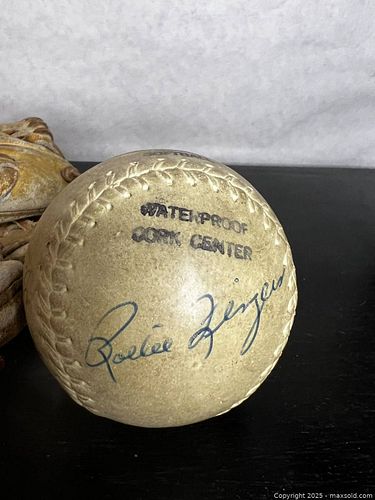 WATERPROOF
CORK CENTER
Rollie Fingers
Copyright 2025 - maxsold.com